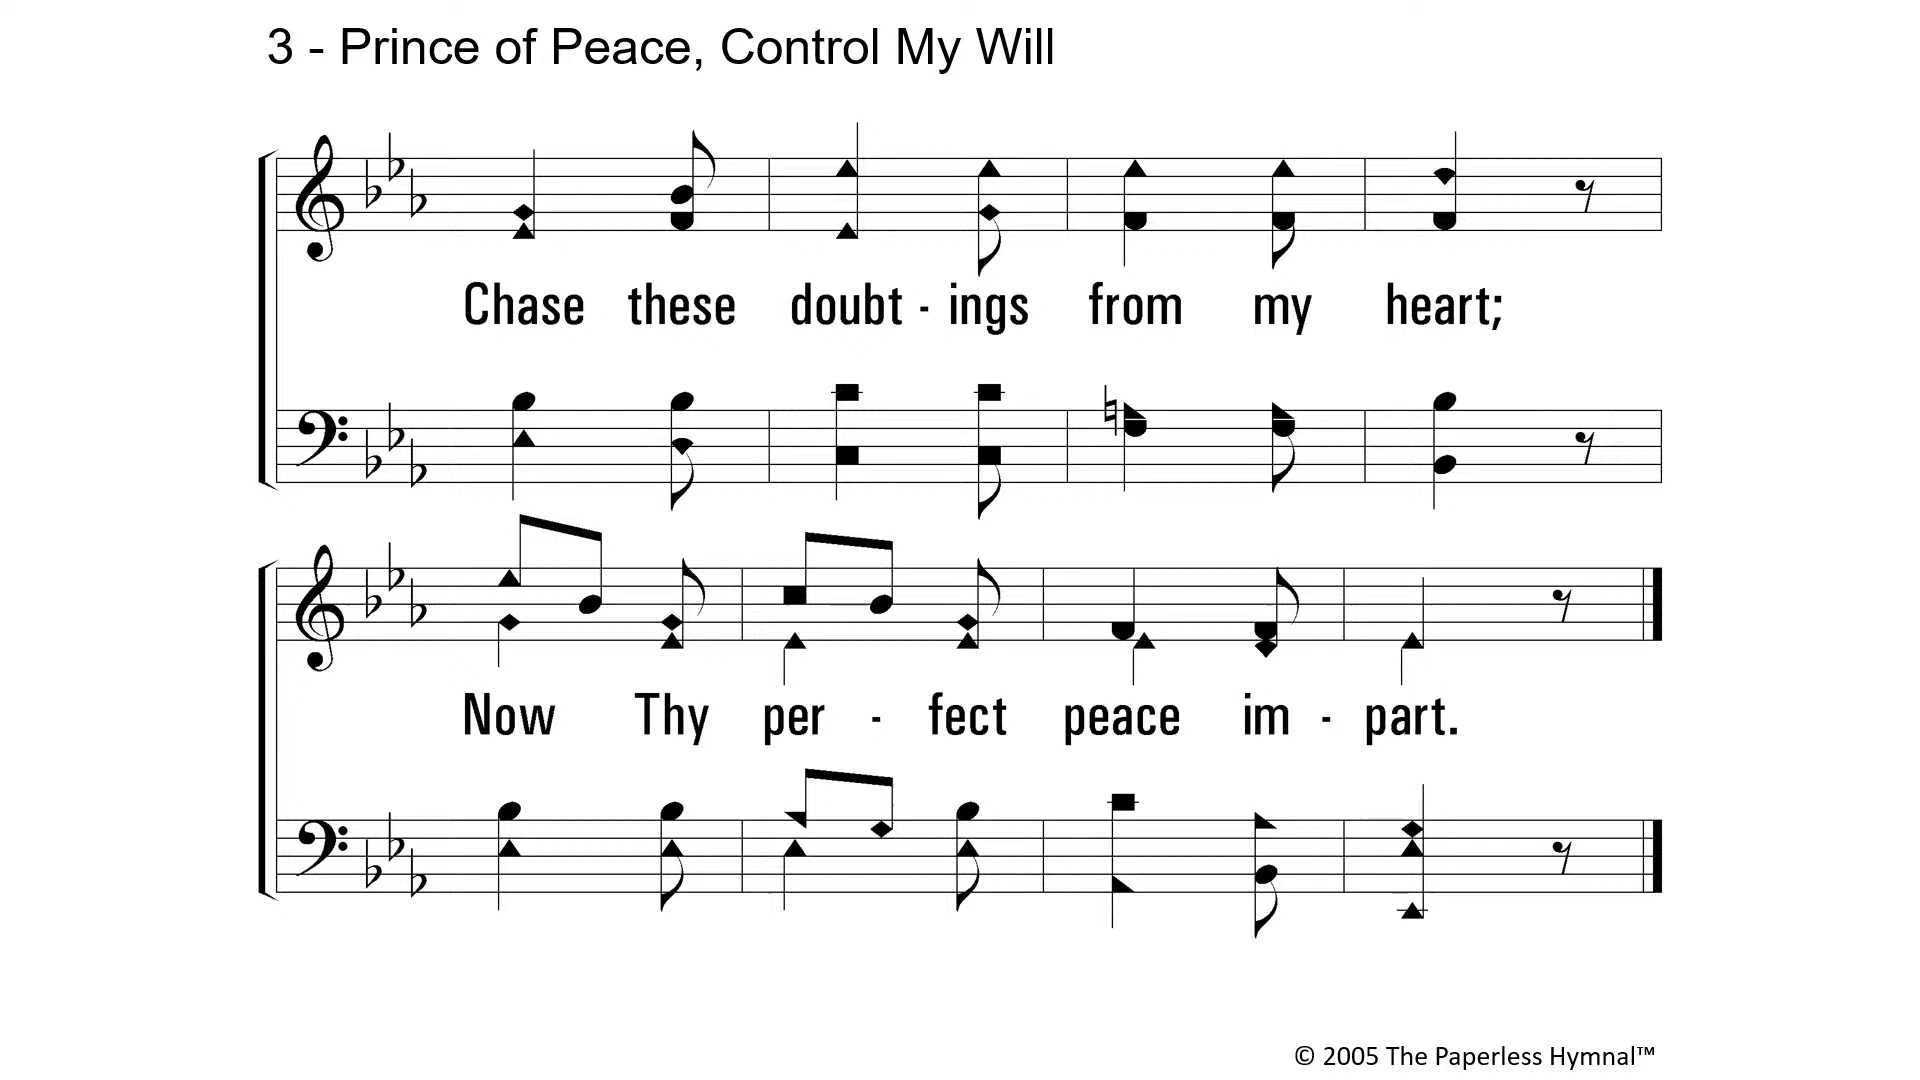 3 - Prince of Peace, Control My Will
Chase these doubt - ings from my heart;
Now Thy per - fect peace im - part.
© 2005 The Paperless Hymnal™